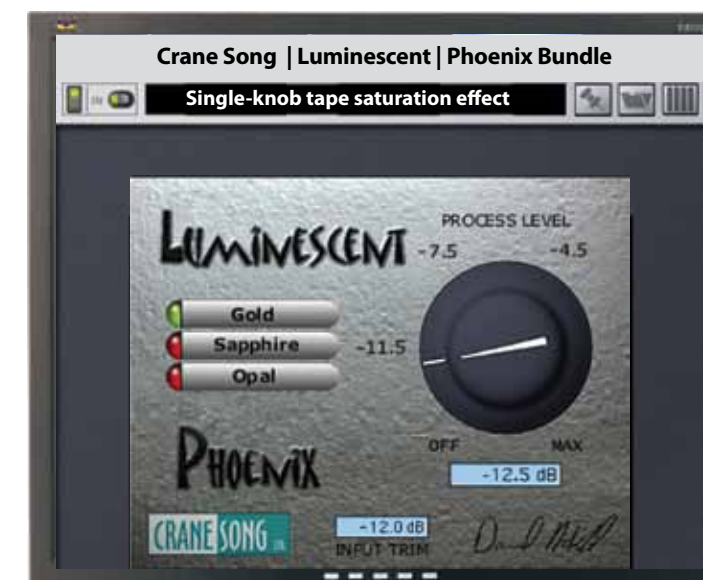 Crane Song | Luminescent | Phoenix Bundle
IN
Single-knob tape saturation effect
LUMINESCENT
PROCESS LEVEL
-7.5
-4.5
Gold
Sapphire
-11.5
Opal
PHOENIX
OFF
MAX
-12.5 dB
CRANE SONG
-12.0 dB
INPUT TRIM